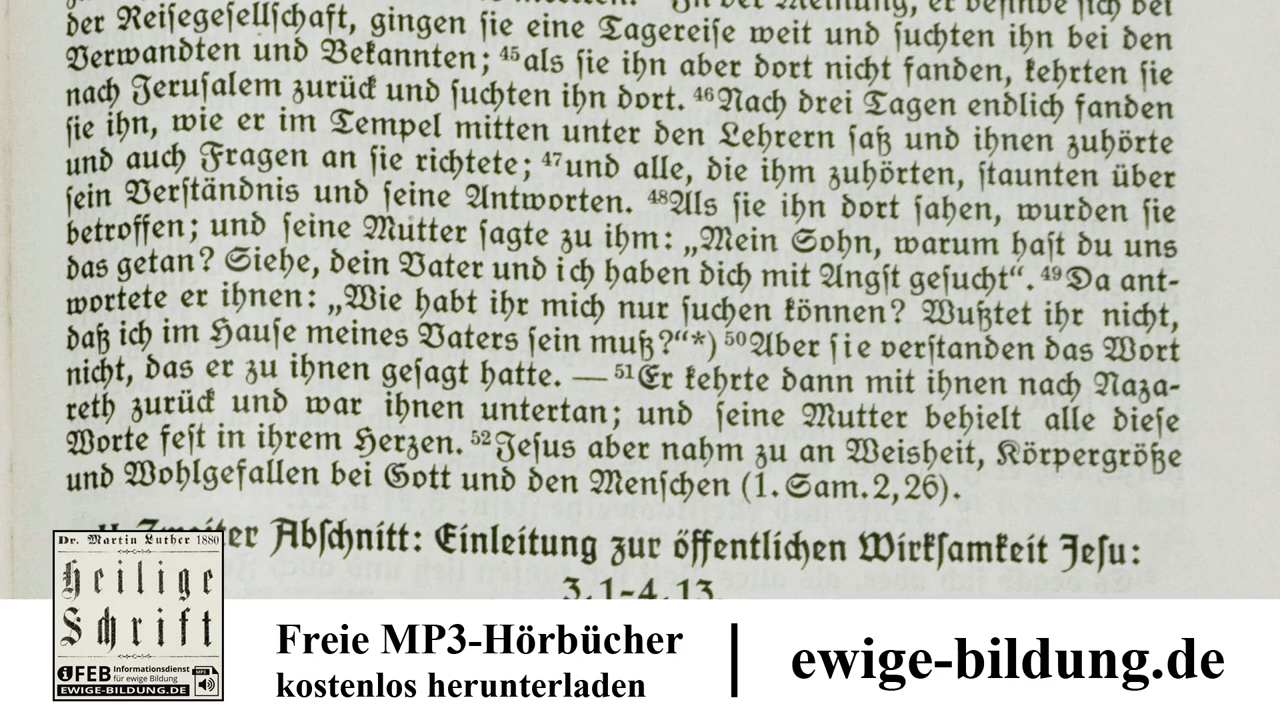 In der Meinung, er befinde sich bei
der Reisegesellschaft, gingen sie eine Tagereise weit und suchten ihn bei den
Verwandten und Bekannten; ⁴⁵als sie ihn aber dort nicht fanden, kehrten sie
nach Jerusalem zurück und suchten ihn dort. ⁴⁶Nach drei Tagen endlich fanden
sie ihn, wie er im Tempel mitten unter den Lehrern saß und ihnen zuhörte
und auch Fragen an sie richtete; ⁴⁷und alle, die ihm zuhörten, staunten über
sein Verständnis und seine Antworten. ⁴⁸Als sie ihn dort sahen, wurden sie
betroffen; und seine Mutter sagte zu ihm: „Mein Sohn, warum hast du uns
das getan? Siehe, dein Vater und ich haben dich mit Angst gesucht“. ⁴⁹Da ant-
wortete er ihnen: „Wie habt ihr mich nur suchen können? Wußtet ihr nicht,
daß ich im Hause meines Vaters sein muß?“*) ⁵⁰Aber sie verstanden das Wort
nicht, das er zu ihnen gesagt hatte. — ⁵¹Er kehrte dann mit ihnen nach Naza-
reth zurück und war ihnen untertan; und seine Mutter behielt alle diese
Worte fest in ihrem Herzen. ⁵²Jesus aber nahm zu an Weisheit, Körpergröße
und Wohlgefallen bei Gott und den Menschen (1. Sam. 2, 26).
Zweiter Abschnitt: Einleitung zur öffentlichen Wirksamkeit Jesu:
3,1–4,13.
Dr. Martin Luther 1880
Heilige
Schrift
iFEB Informationsdienst
für ewige Bildung
MP3
EWIGE-BILDUNG.DE
Freie MP3-Hörbücher
kostenlos herunterladen
ewige-bildung.de